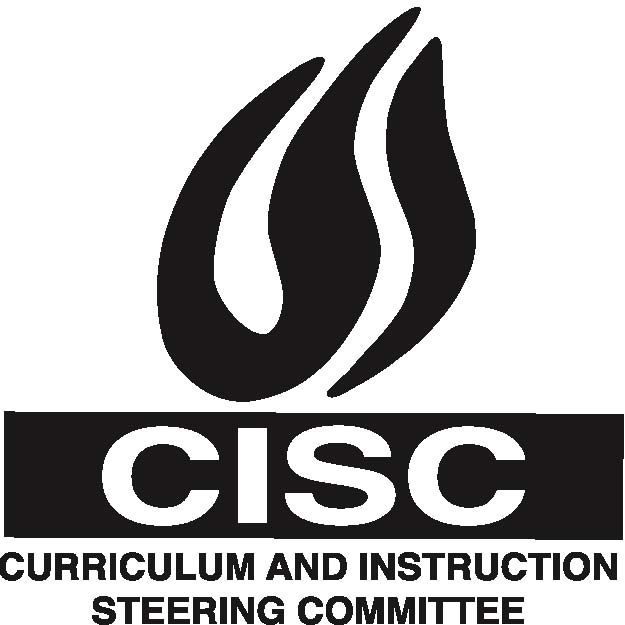 CISC
CURRICULUM AND INSTRUCTION
STEERING COMMITTEE